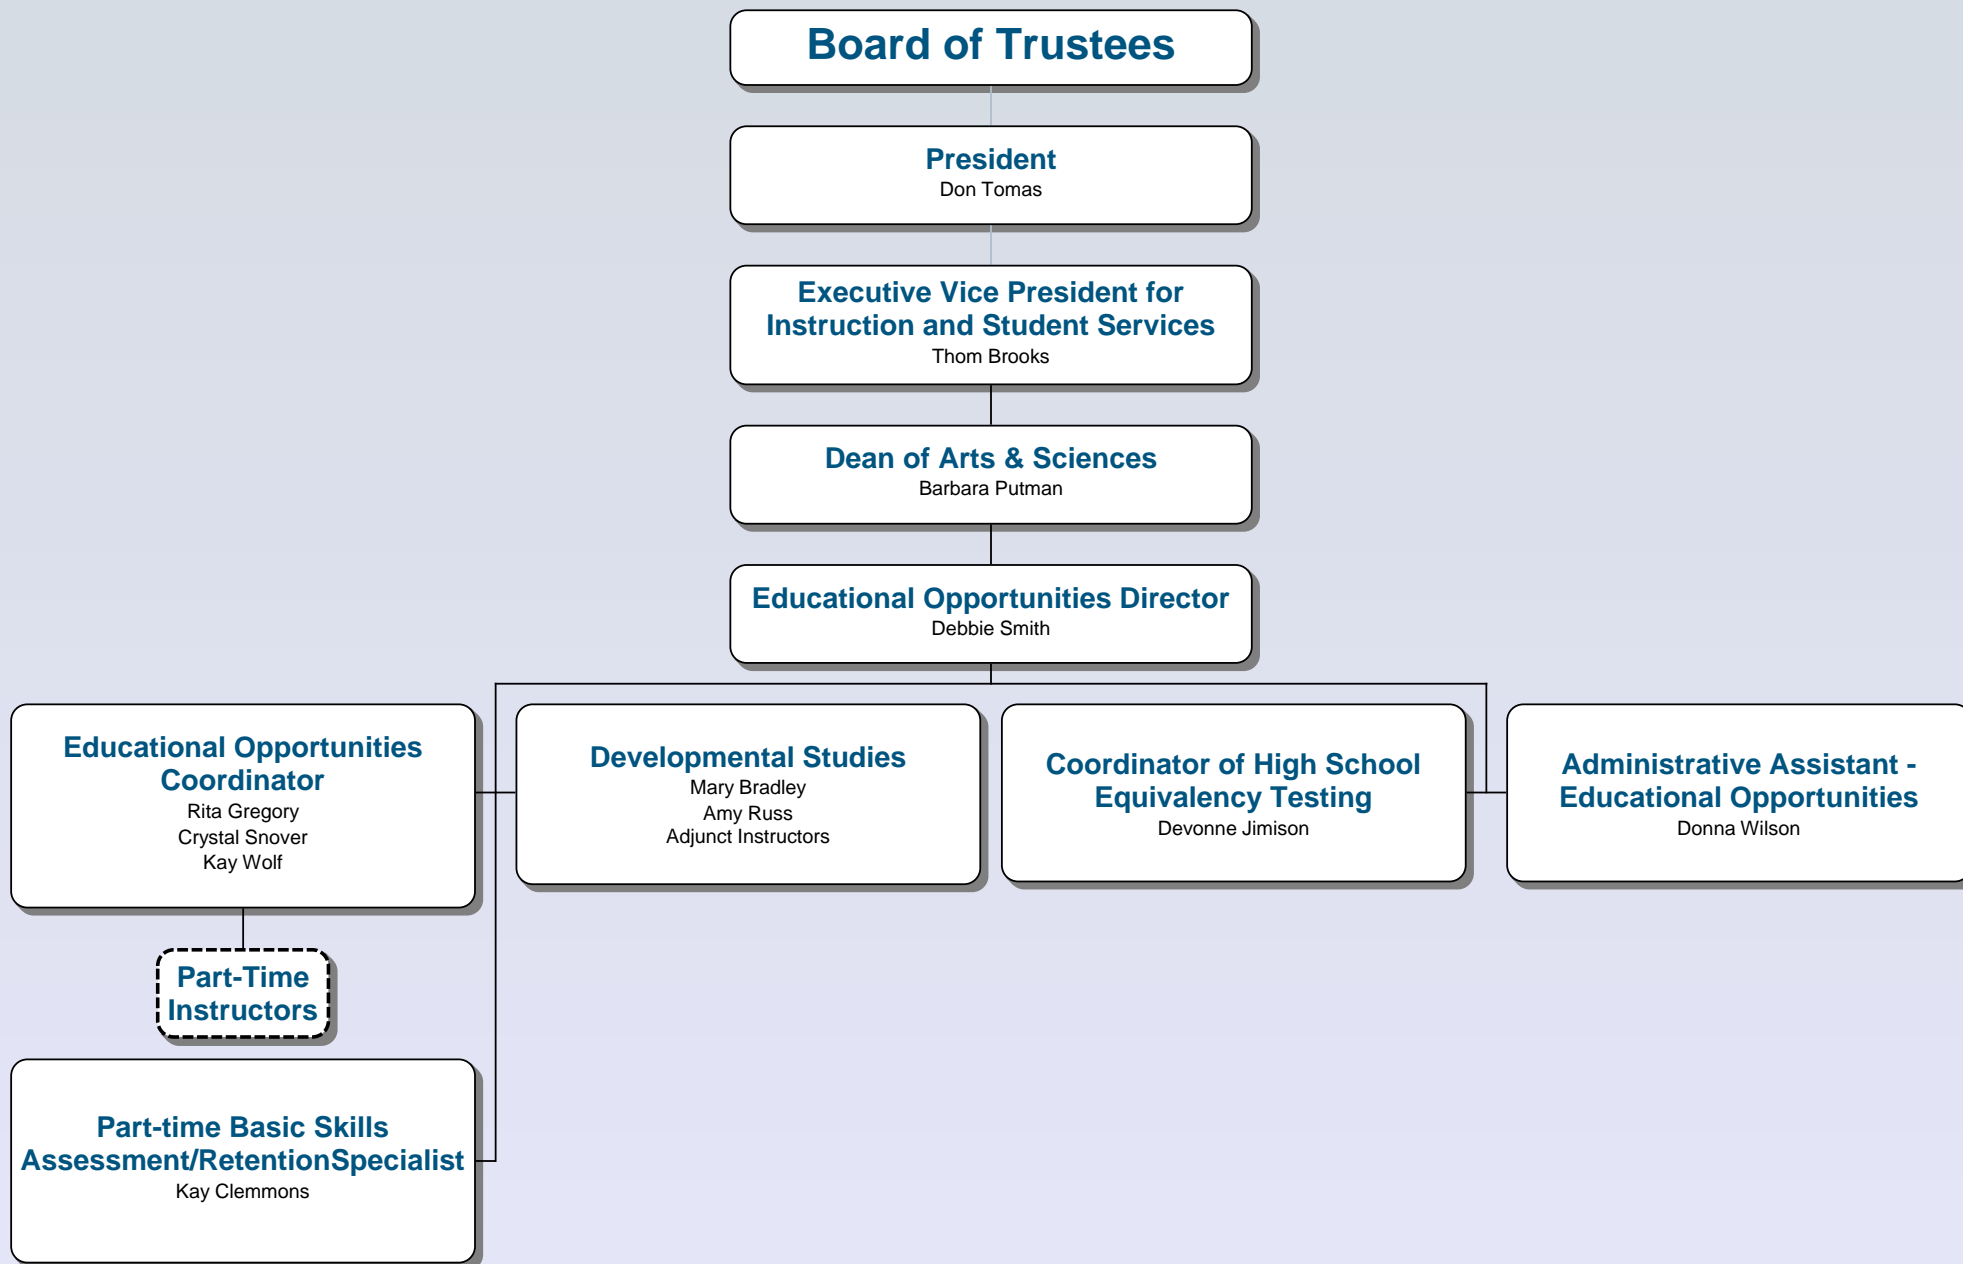 Board of Trustees
President
Don Tomas
Executive Vice President for
Instruction and Student Services
Thom Brooks
Dean of Arts & Sciences
Barbara Putman
Educational Opportunities Director
Debbie Smith
Educational Opportunities
Coordinator
Rita Gregory
Crystal Snover
Kay Wolf
Developmental Studies
Mary Bradley
Amy Russ
Adjunct Instructors
Coordinator of High School
Equivalency Testing
Devonne Jimison
Administrative Assistant -
Educational Opportunities
Donna Wilson
Part-Time
Instructors
Part-time Basic Skills
Assessment/RetentionSpecialist
Kay Clemmons